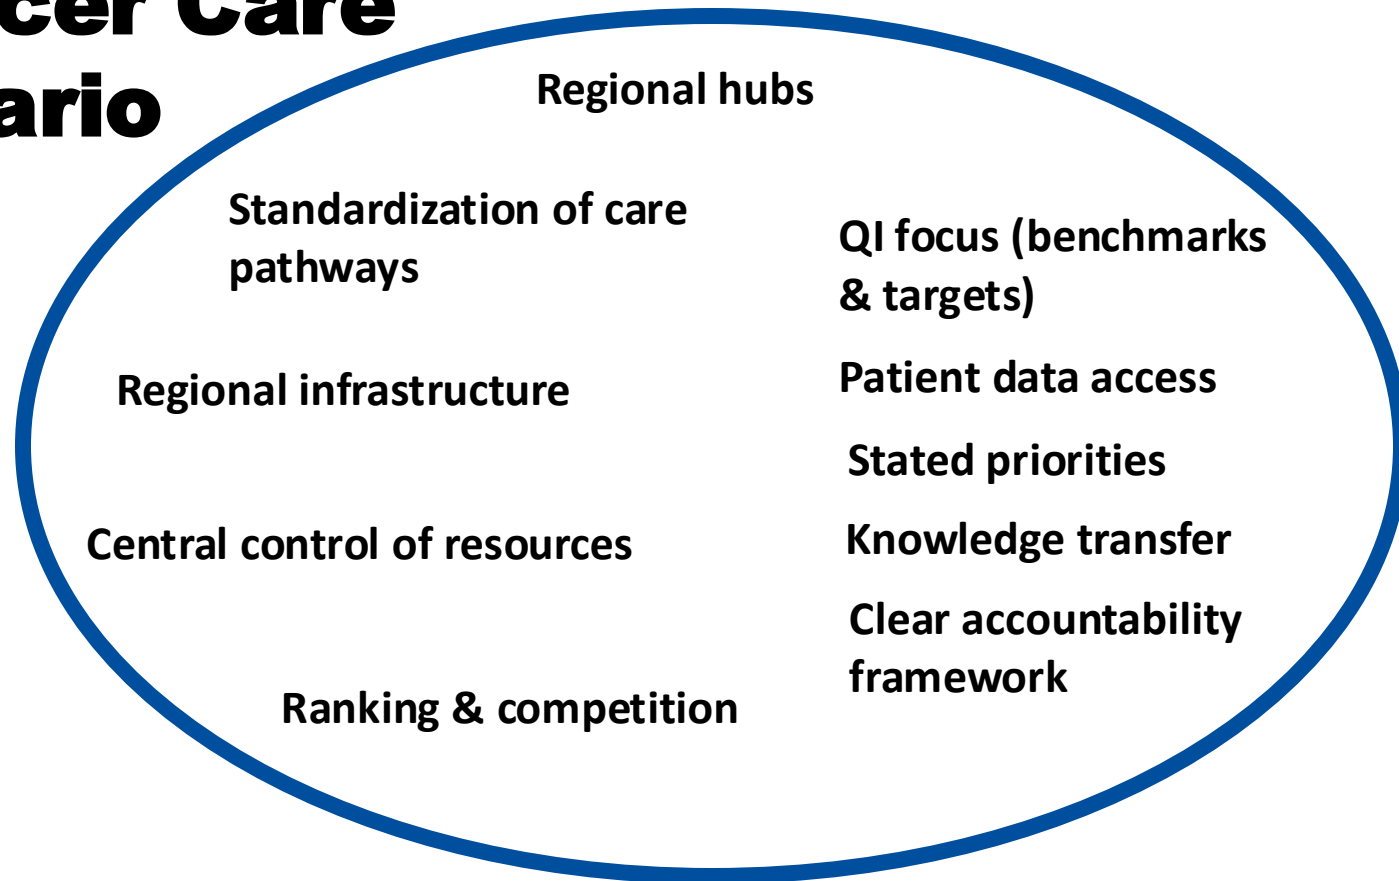 cer Care
ario
Regional hubs
Standardization of care
pathways
Regional infrastructure
Central control of resources
Ranking & competition
QI focus (benchmarks
& targets)
Patient data access
Stated priorities
Knowledge transfer
Clear accountability
framework